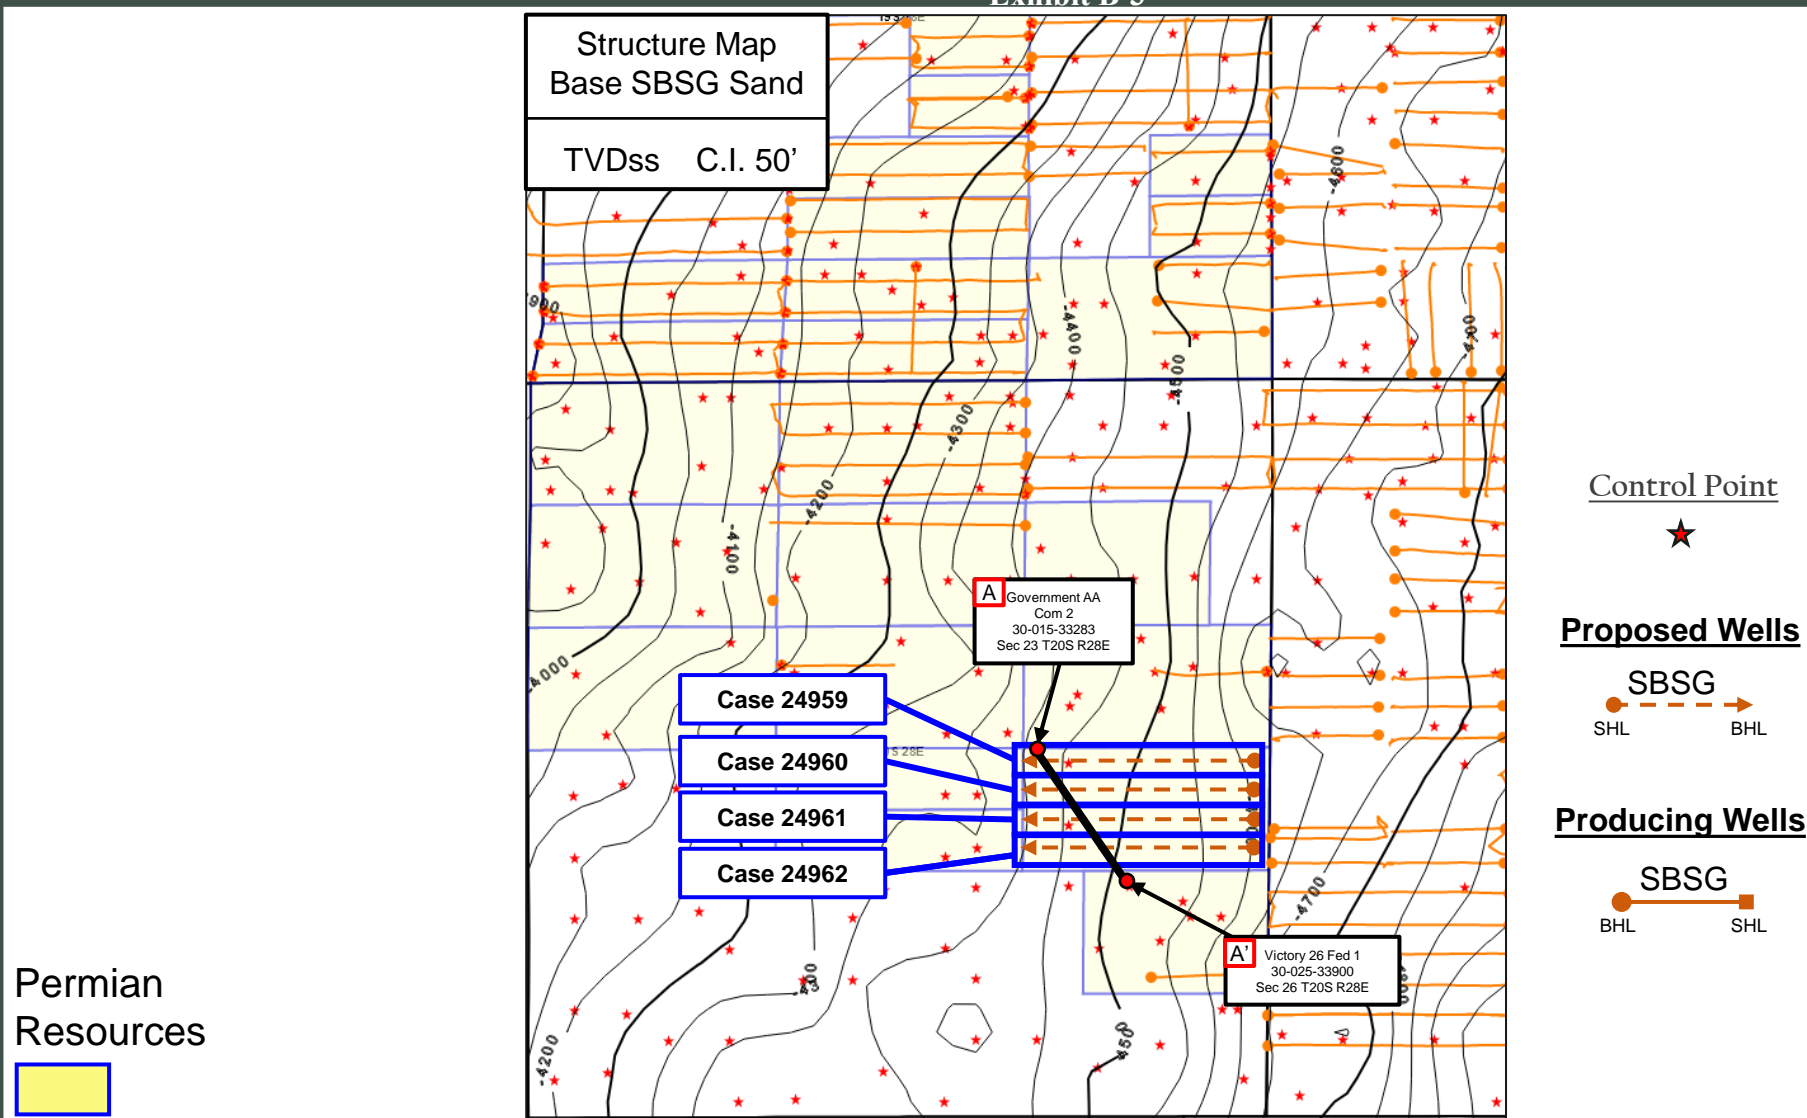 Exhibit B-5
Structure Map
Base SBSG Sand
TVDss C.I. 50’
-4600
-4400
-4500
-4300
-4200
-4100
-4000
A
Government AA
Com 2
30-015-33283
Sec 23 T20S R28E
Case 24959
Case 24960
Case 24961
Case 24962
-4700
A’
Victory 26 Fed 1
30-025-33900
Sec 26 T20S R28E
-4200
Control Point
Proposed Wells
SBSG
SHL BHL
Producing Wells
SBSG
BHL SHL
Permian
Resources